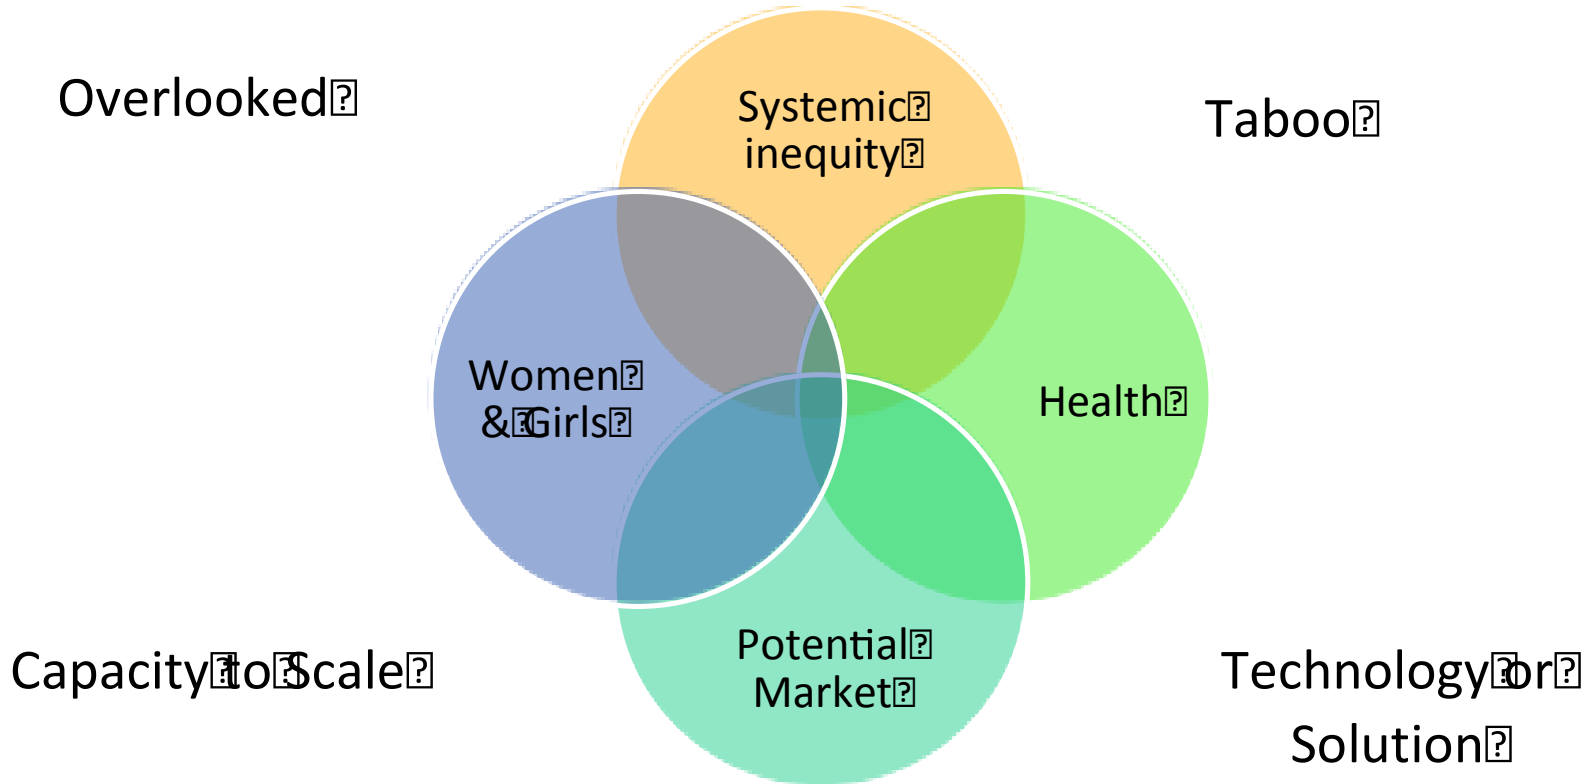 Overlooked
Systemic
inequity
Taboo
Women
& Girls
Health
Potential
Market
Capacity to Scale
Technology or
Solution